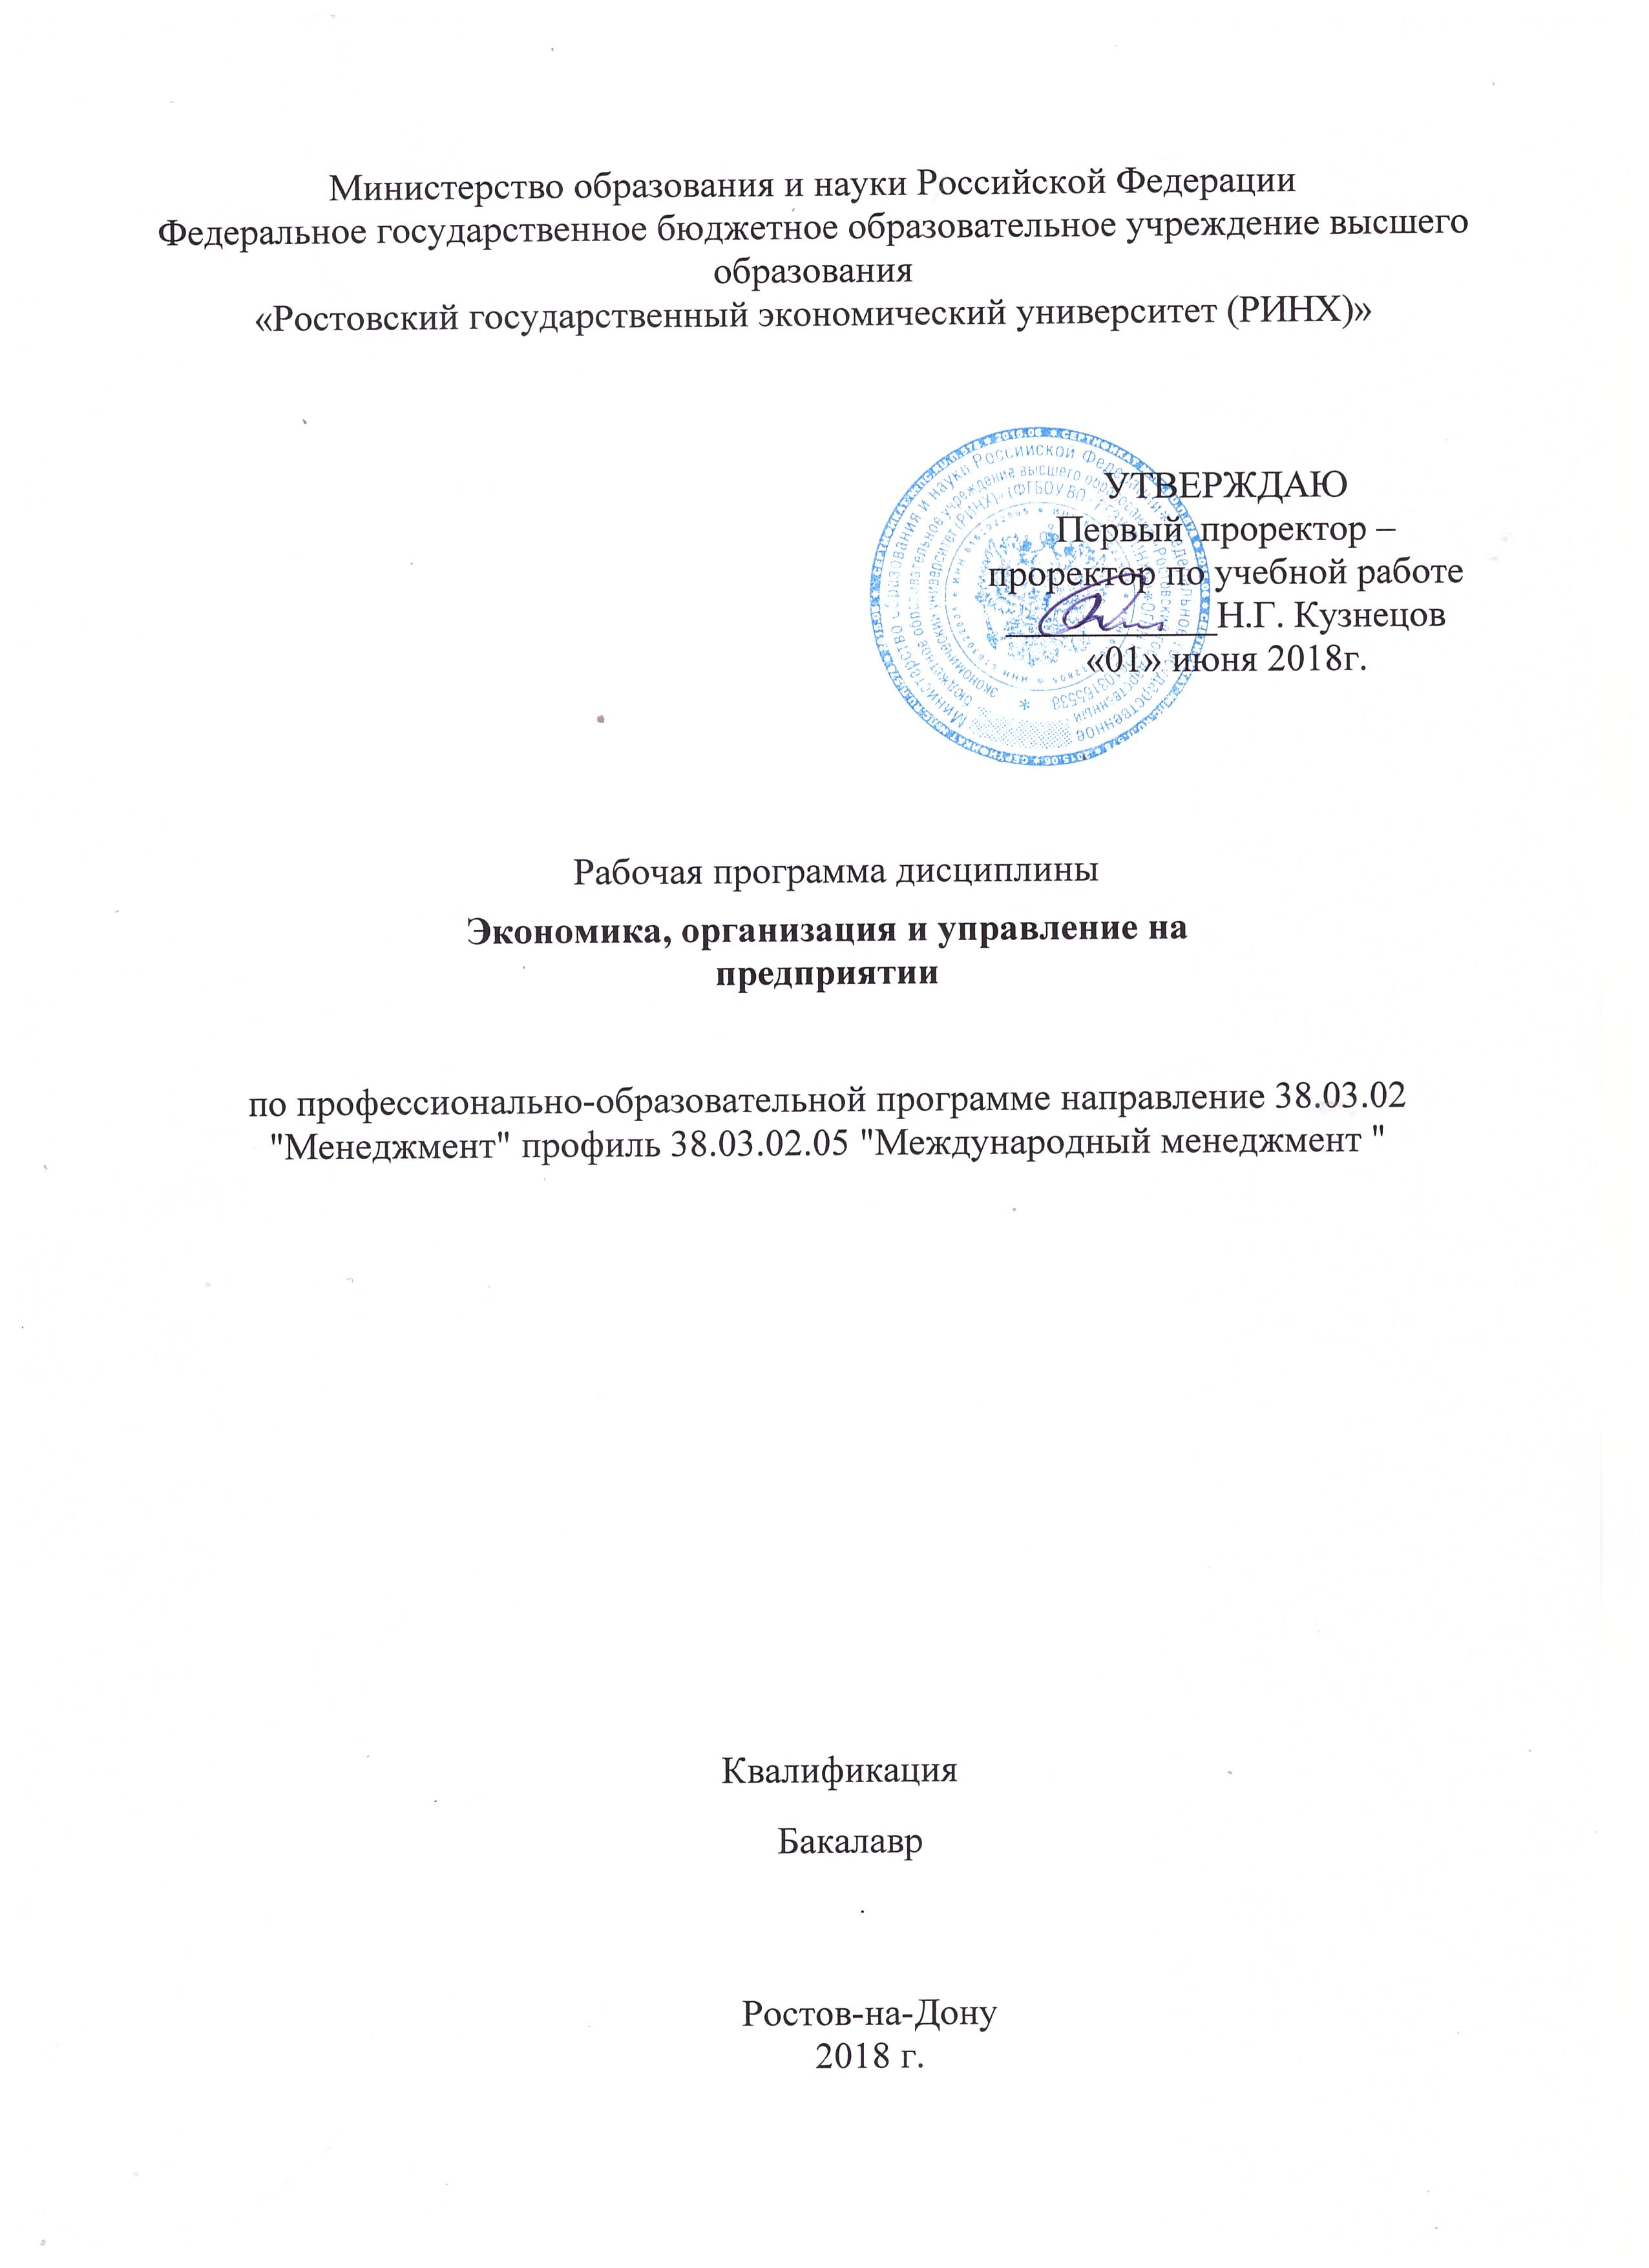 Министерство образования и науки Российской Федерации
Федеральное государственное бюджетное образовательное учреждение высшего
образования
«Ростовский государственный экономический университет (РИНХ)»
УТВЕРЖДАЮ
Первый проректор –
проректор по учебной работе
Н.Г. Кузнецов
«01» июня 2018г.
Рабочая программа дисциплины
Экономика, организация и управление на
предприятии
по профессионально-образовательной программе направление 38.03.02
"Менеджмент" профиль 38.03.02.05 "Международный менеджмент "
Квалификация
Бакалавр
Ростов-на-Дону
2018 г.